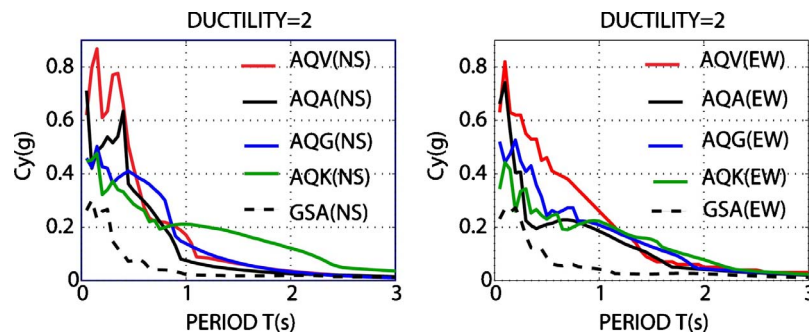 DUCTILITY=2
Cy(g)
0.8
0.6
0.4
0.2
0
AQV(NS)
AQA(NS)
AQG(NS)
AQK(NS)
GSA(NS)
0 1 2 3
PERIOD T(s)
DUCTILITY=2
Cy(g)
0.8
0.6
0.4
0.2
0
AQV(EW)
AQA(EW)
AQG(EW)
AQK(EW)
GSA(EW)
0 1 2 3
PERIOD T(s)